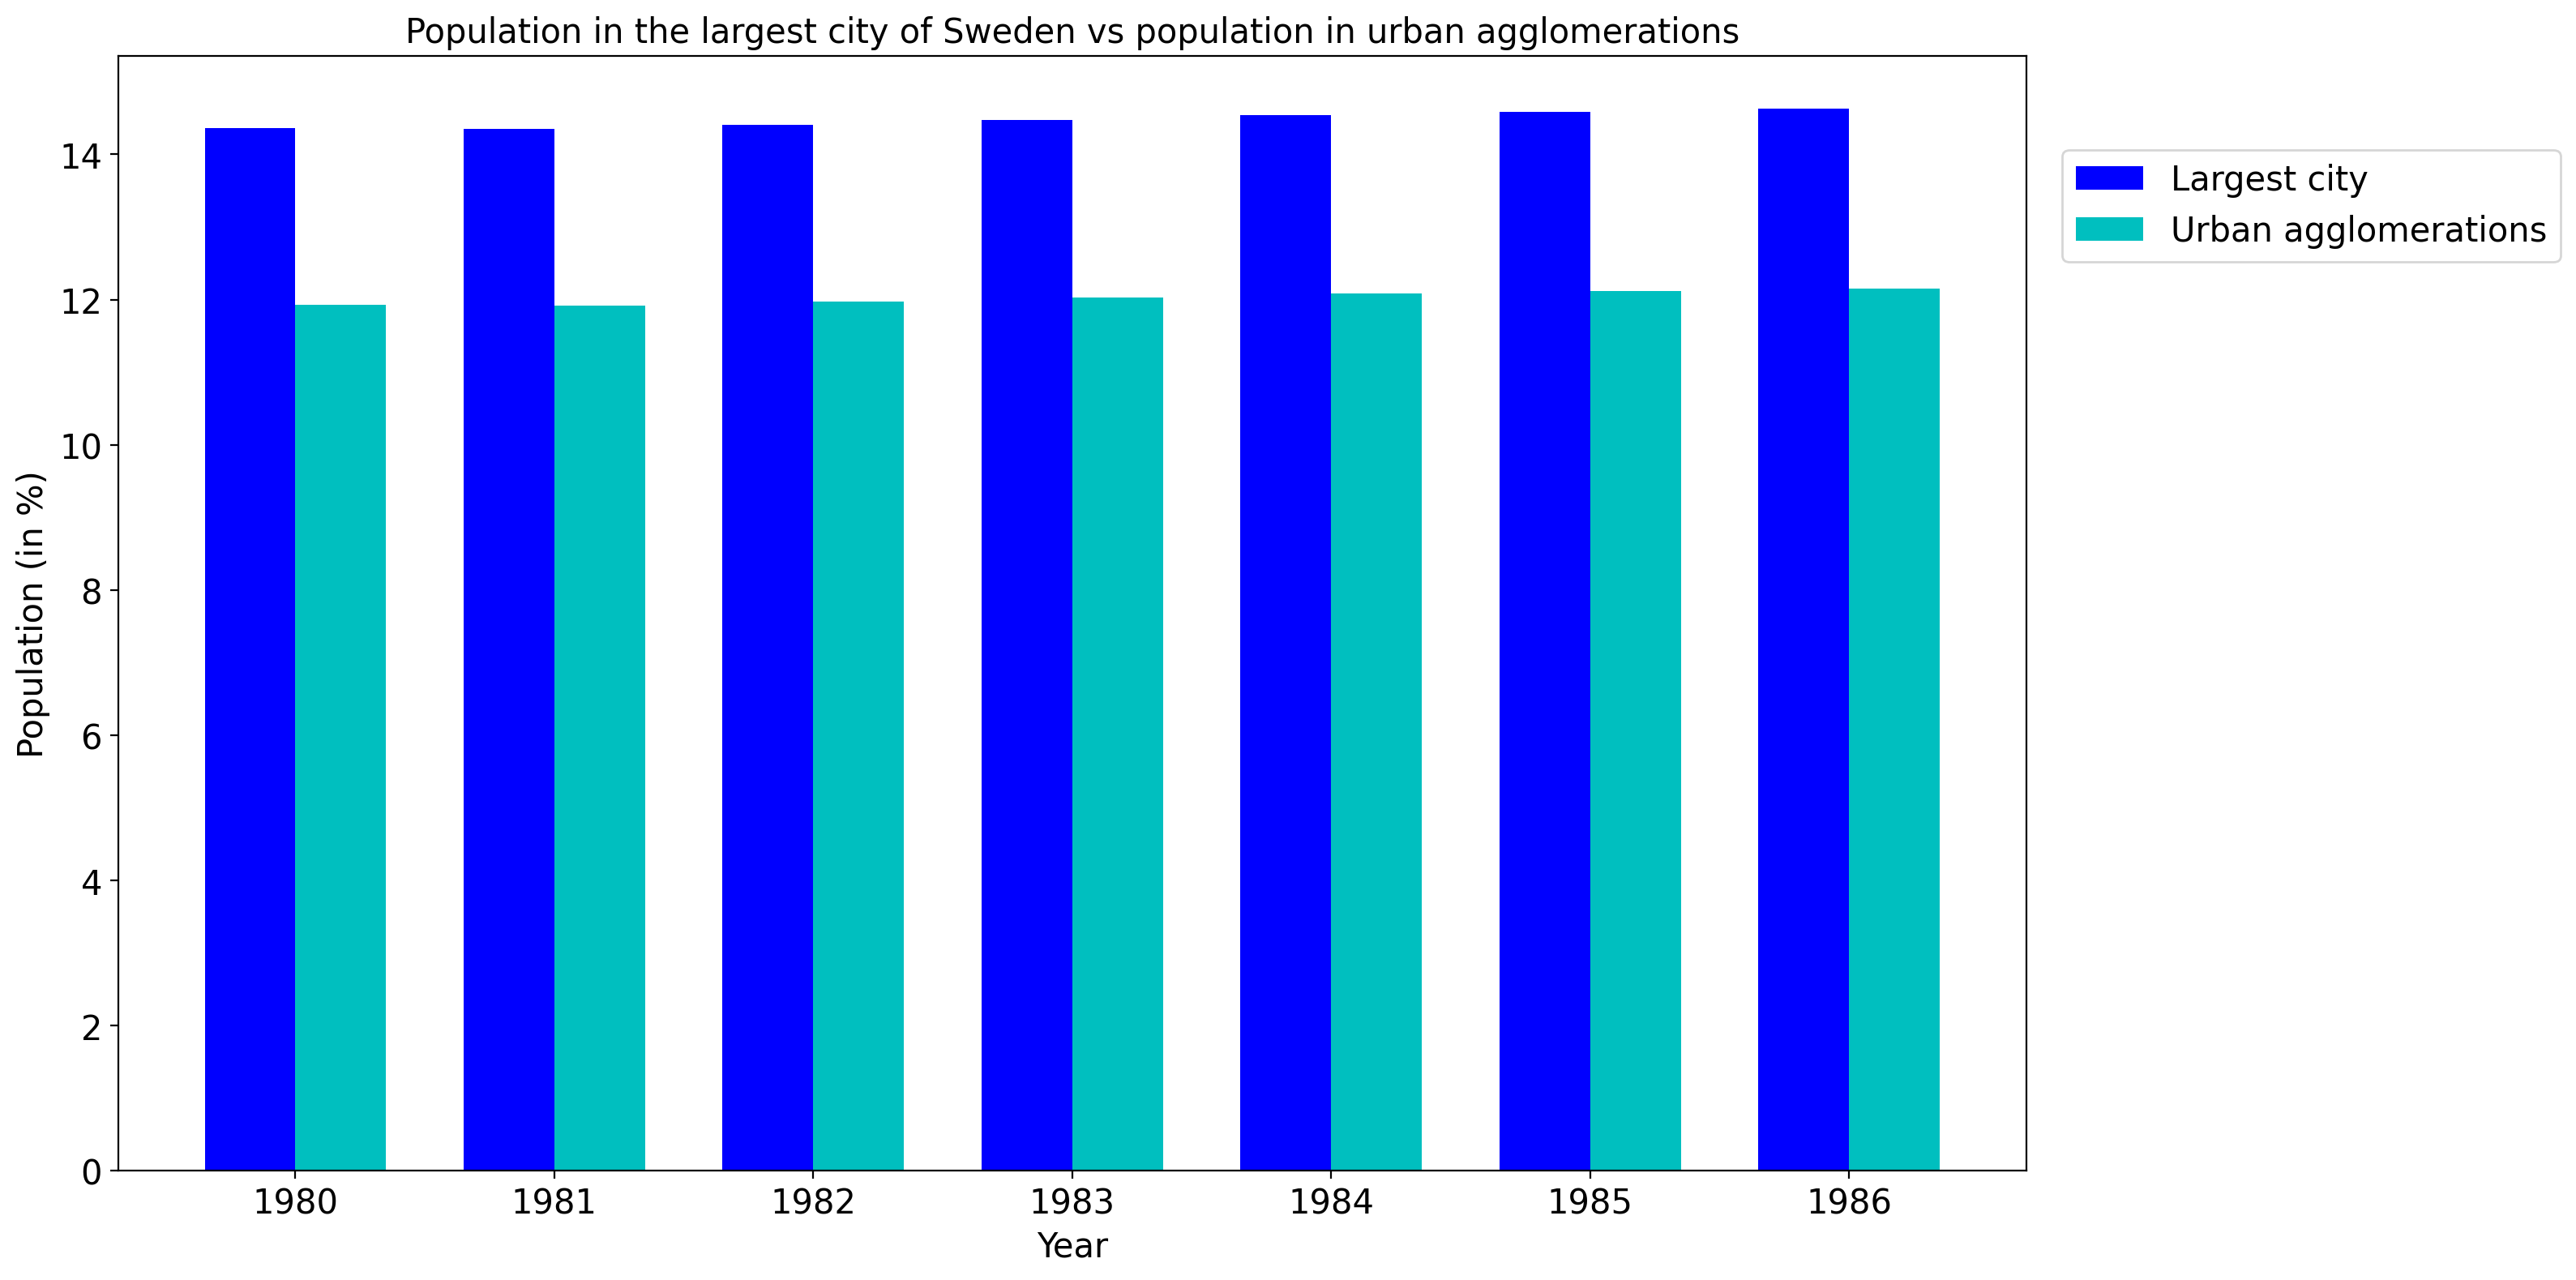 Population in the largest city of Sweden vs population in urban agglomerations
Population (in %)
14
12
10
8
6
4
2
0
1980 1981 1982 1983 1984 1985 1986
Year
Largest city
Urban agglomerations